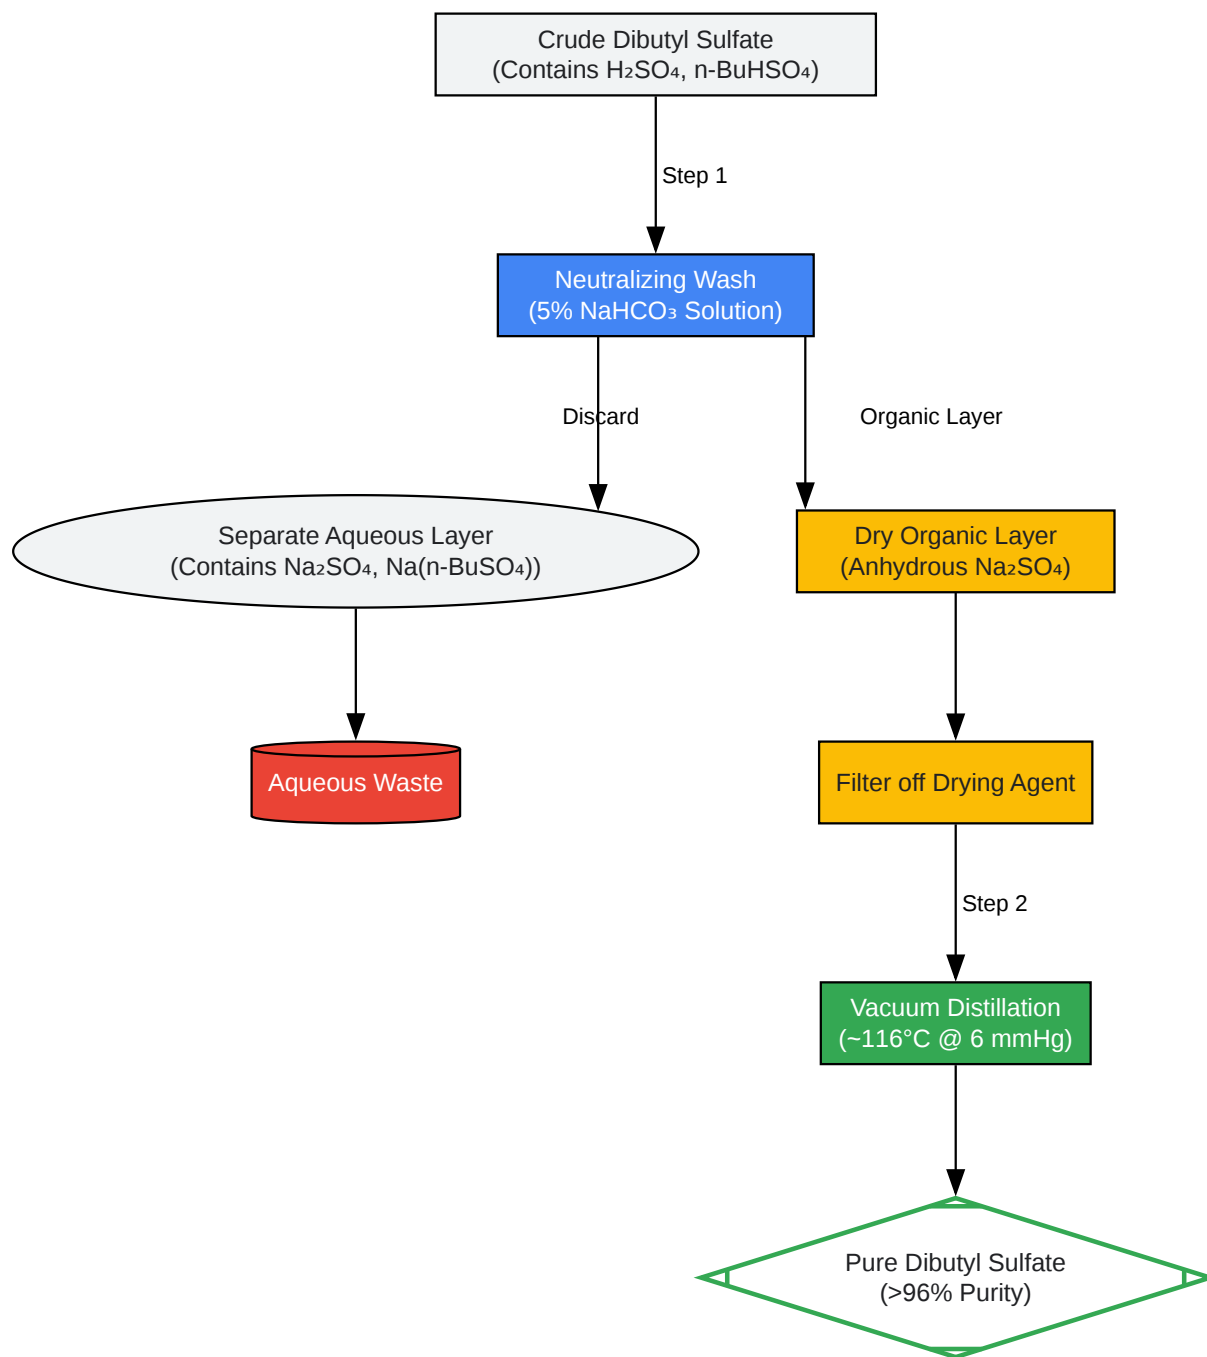 Crude Dibutyl Sulfate
(Contains H₂SO₄, n-BuHSO₄)
Step 1
Neutralizing Wash
(5% NaHCO₃ Solution)
Discard
Organic Layer
Separate Aqueous Layer
(Contains Na₂SO₄, Na(n-BuSO₄))
Dry Organic Layer
(Anhydrous Na₂SO₄)
Aqueous Waste
Filter off Drying Agent
Step 2
Vacuum Distillation
(~116°C @ 6 mmHg)
Pure Dibutyl Sulfate
(>96% Purity)